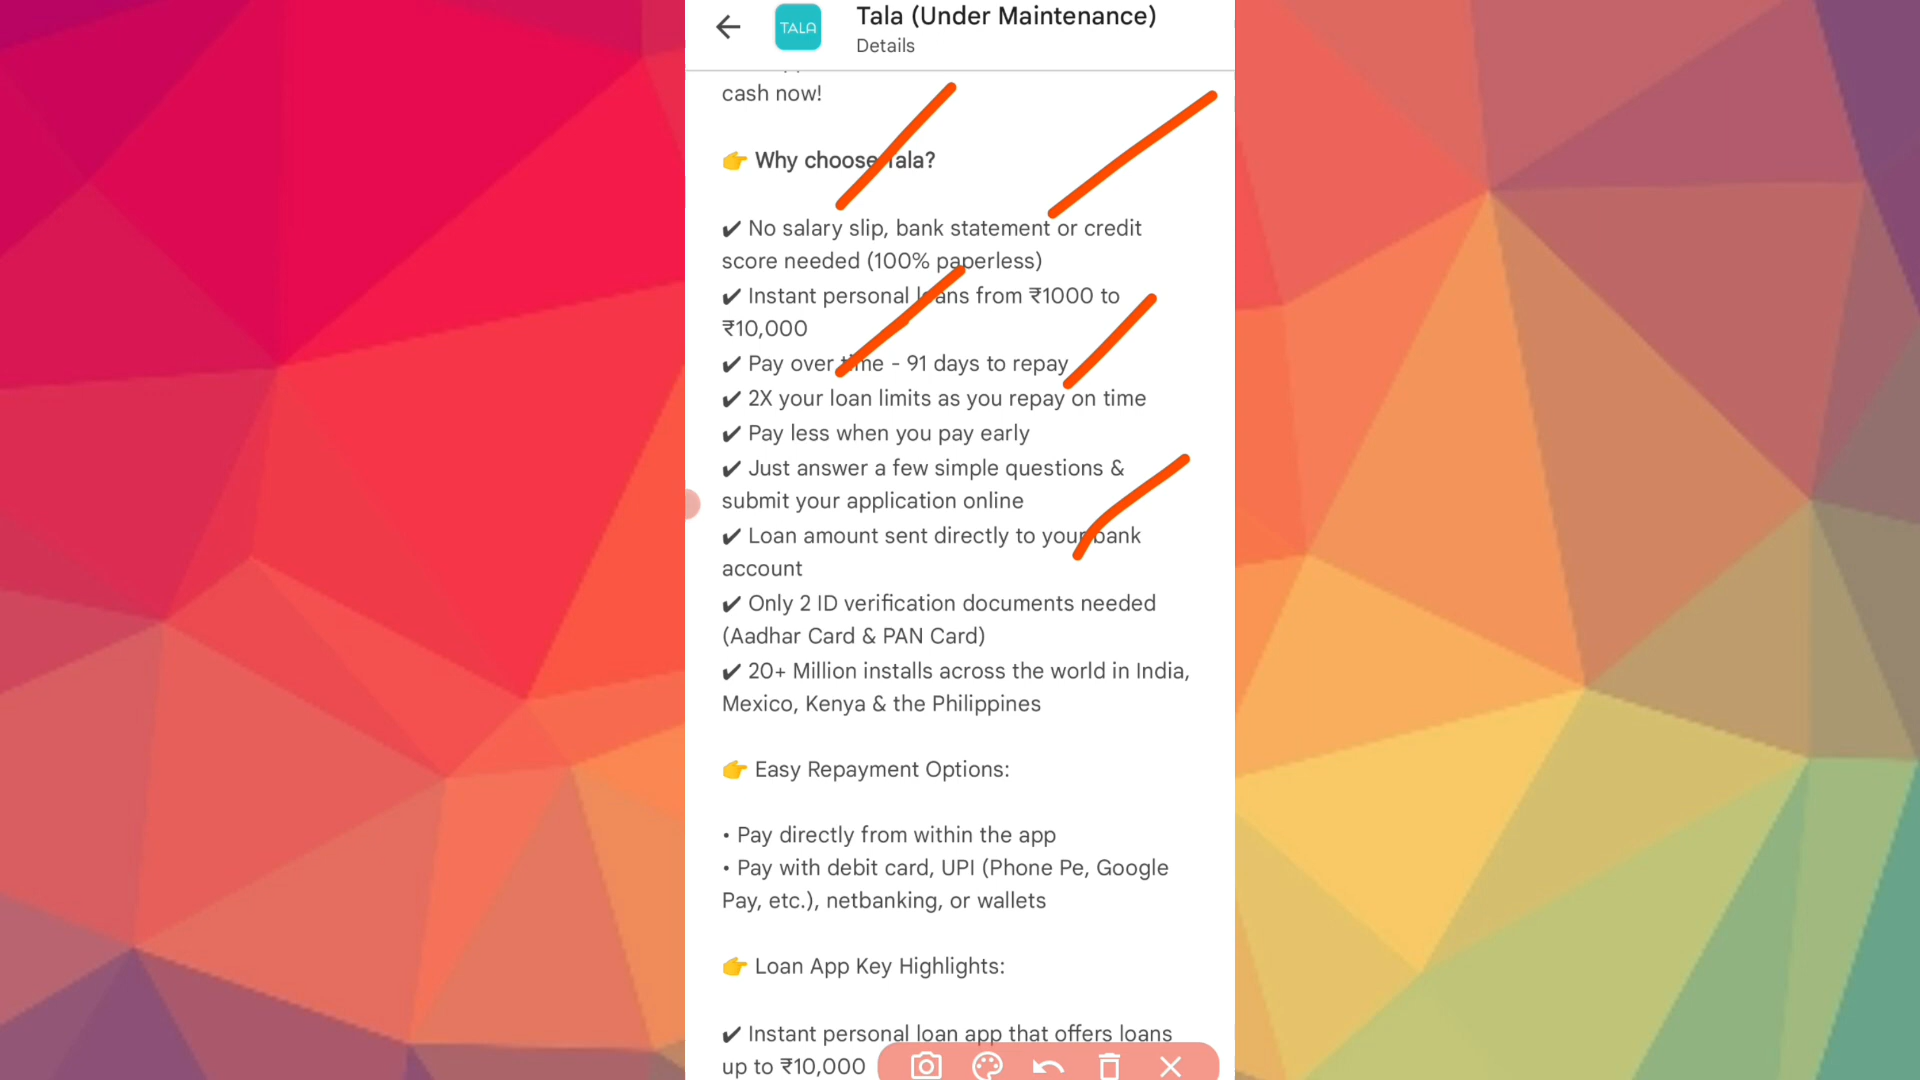 TALA
Tala (Under Maintenance)
Details
cash now!
👉 Why choose Tala?
✔ No salary slip, bank statement or credit
score needed (100% paperless)
✔ Instant personal loans from ₹1000 to
₹10,000
✔ Pay over time - 91 days to repay
✔ 2X your loan limits as you repay on time
✔ Pay less when you pay early
✔ Just answer a few simple questions &
submit your application online
✔ Loan amount sent directly to your bank
account
✔ Only 2 ID verification documents needed
(Aadhar Card & PAN Card)
✔ 20+ Million installs across the world in India,
Mexico, Kenya & the Philippines
👉 Easy Repayment Options:
• Pay directly from within the app
• Pay with debit card, UPI (Phone Pe, Google
Pay, etc.), netbanking, or wallets
👉 Loan App Key Highlights:
✔ Instant personal loan app that offers loans
up to ₹10,000